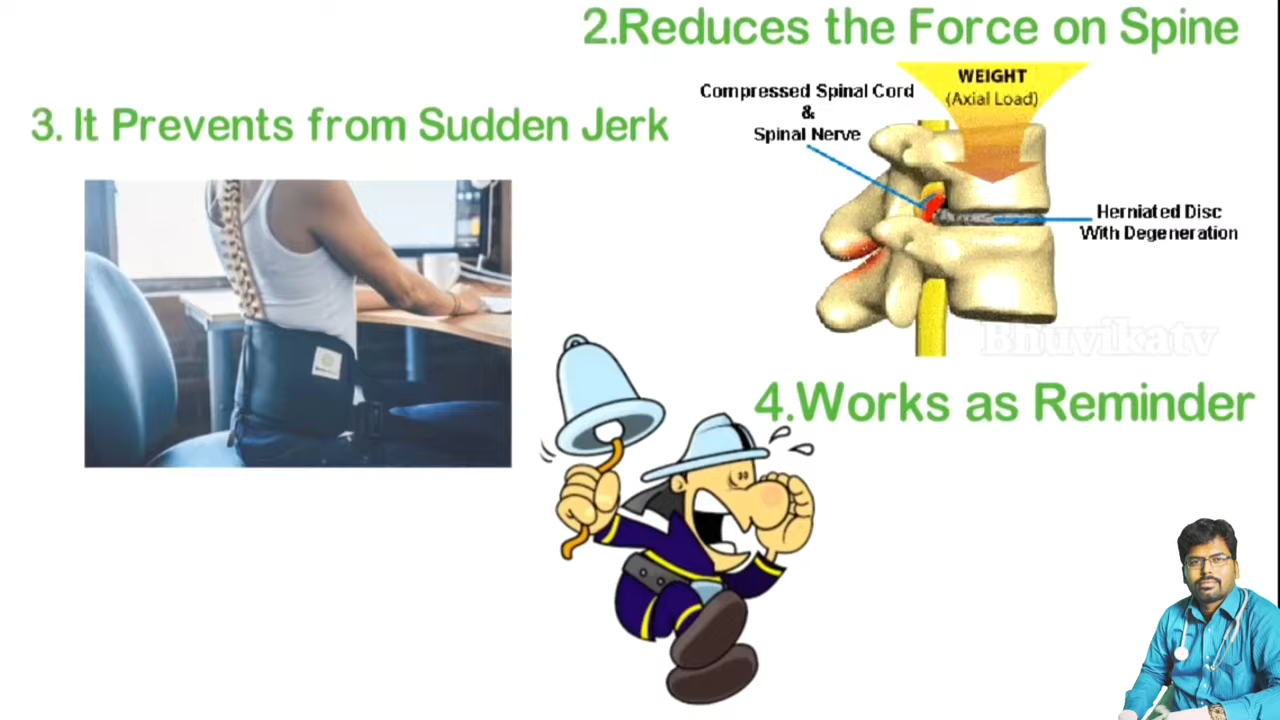 2.Reduces the Force on Spine
WEIGHT
(Axial Load)
Compressed Spinal Cord
&
Spinal Nerve
Herniated Disc
With Degeneration
Bhuvikatv
3. It Prevents from Sudden Jerk
4.Works as Reminder